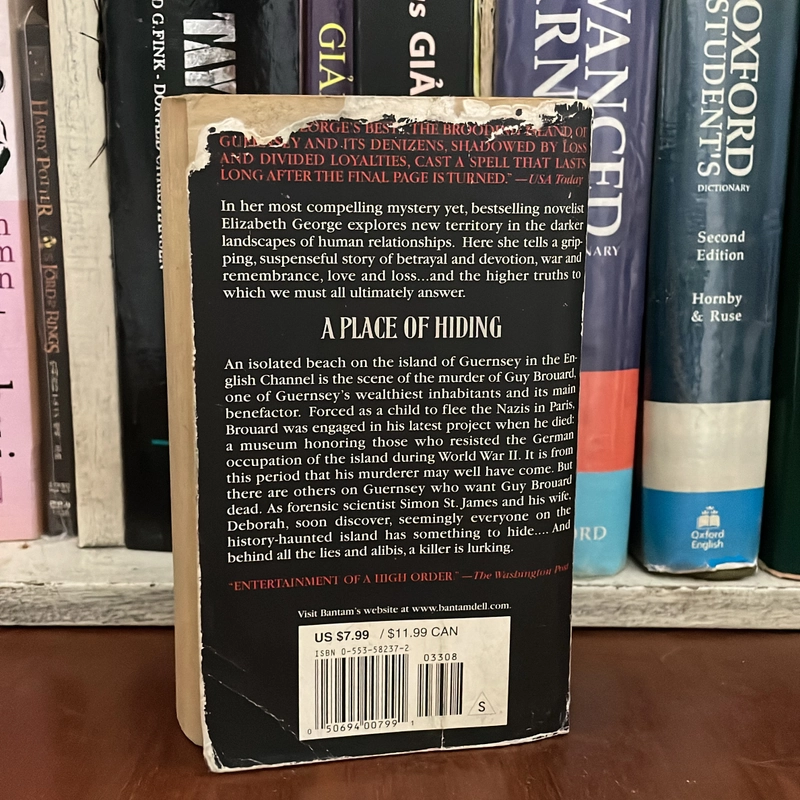 GEORGE'S BEST...THE BROODING ISLAND OF
GUERNSEY AND ITS DENIZENS, SHADOWED BY LOSS
AND DIVIDED LOYALTIES, CAST A SPELL THAT LASTS
LONG AFTER THE FINAL PAGE IS TURNED." —USA Today
In her most compelling mystery yet, bestselling novelist
Elizabeth George explores new territory in the darker
landscapes of human relationships. Here she tells a grip-
ping, suspenseful story of betrayal and devotion, war and
remembrance, love and loss...and the higher truths to
which we must all ultimately answer.
A PLACE OF HIDING
An isolated beach on the island of Guernsey in the En-
glish Channel is the scene of the murder of Guy Brouard,
one of Guernsey's wealthiest inhabitants and its main
benefactor. Forced as a child to flee the Nazis in Paris,
Brouard was engaged in his latest project when he died:
a museum honoring those who resisted the German
occupation of the island during World War II. It is from
this period that his murderer may well have come. But
there are others on Guernsey who want Guy Brouard
dead. As forensic scientist Simon St. James and his wife,
Deborah, soon discover, seemingly everyone on the
history-haunted island has something to hide.... And
behind all the lies and alibis, a killer is lurking.
"ENTERTAINMENT OF A HIGH ORDER." —The Washington Post
Visit Bantam's website at www.bantamdell.com.
US $7.99 / $11.99 CAN
ISBN 0-553-58237-2
03308
0 50694 00799 1
S
HARRY POTTER
LORD OF RINGS
D G.FINK - DONALD
GIẢ
S GIẢ
VANCED
ARN
NARY
ORD
OXFORD
STUDENT'S
DICTIONARY
Second
Edition
Hornby
& Ruse
Oxford
English